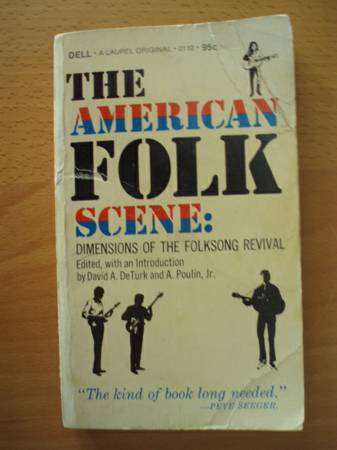 DELL • A LAUREL ORIGINAL • 0110 • 95c
THE
AMERICAN
FOLK
SCENE:
DIMENSIONS OF THE FOLKSONG REVIVAL
Edited, with an Introduction
by David A. DeTurk and A. Poulin, Jr.
"The kind of book long needed."
—PETE SEEGER.